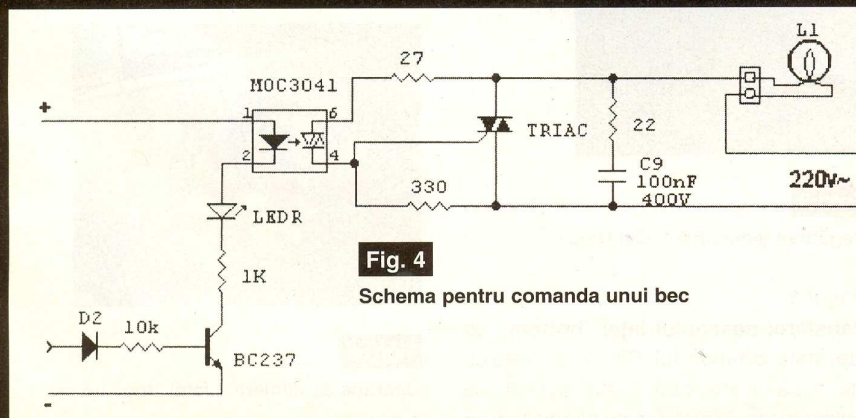 L1
27
MOC3041
+
1
6
TRIAC
22
2
4
C9
100nF
400V
330
220V~
LEDR
Fig. 4
1K
Schema pentru comanda unui bec
D2
10k
BC237
-